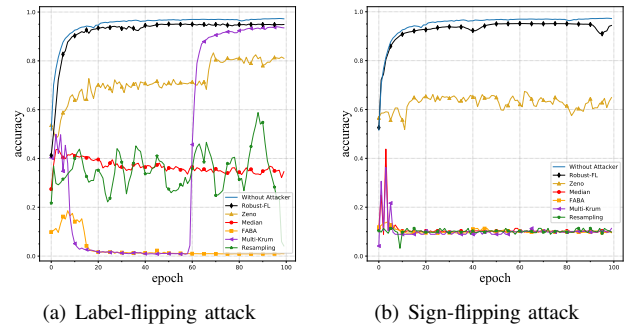 1.0
0.8
0.6
0.4
0.2
0.0
accuracy
0 20 40 60 80 100
epoch
Without Attacker
Robust-FL
Zeno
Median
FABA
Multi-Krum
Resampling
(a) Label-flipping attack
1.0
0.8
0.6
0.4
0.2
0.0
accuracy
0 20 40 60 80 100
epoch
Without Attacker
Robust-FL
Zeno
Median
FABA
Multi-Krum
Resampling
(b) Sign-flipping attack